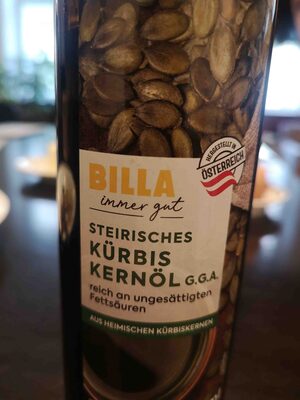 BILLA
immer gut
HERGESTELLT IN
ÖSTERREICH
STEIRISCHES
KÜRBIS
KERNÖL G.G.A.
reich an ungesättigten
Fettsäuren
AUS HEIMISCHEN KÜRBISKERNEN